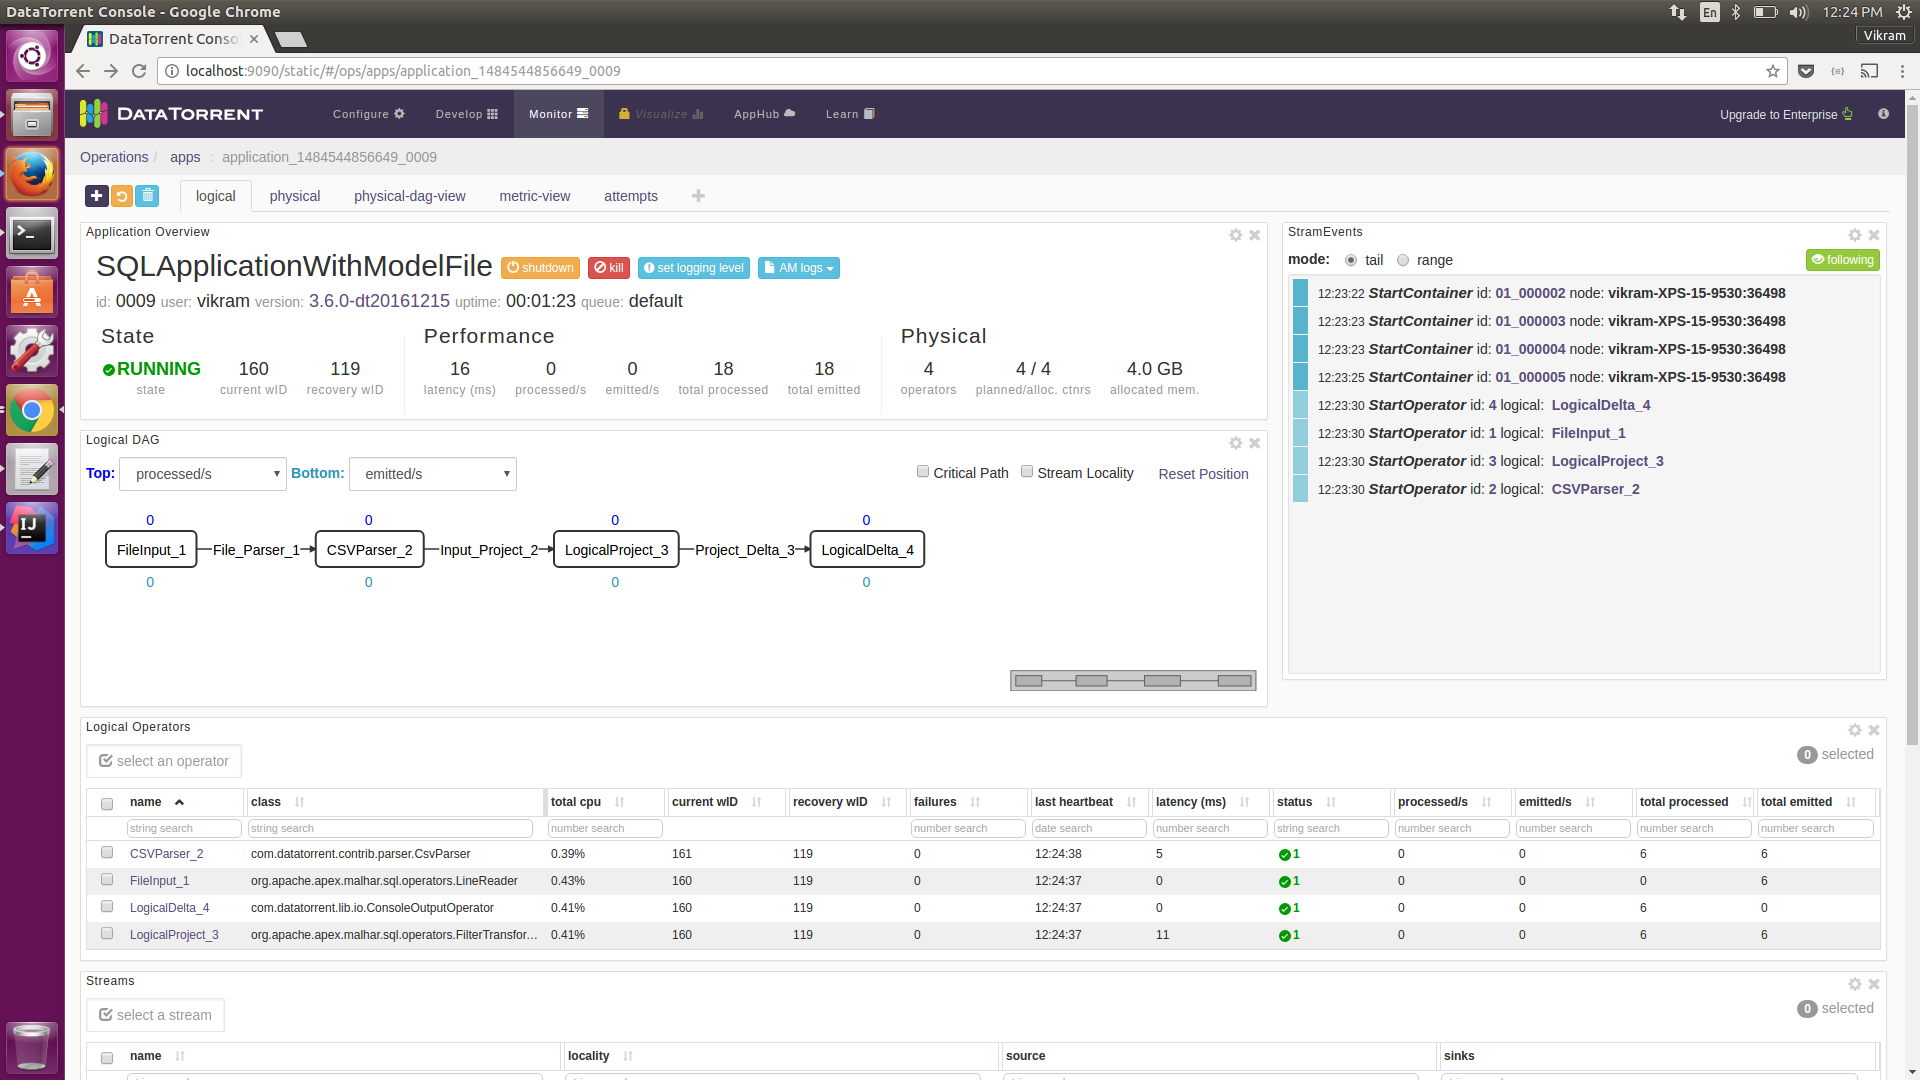 DataTorrent Console - Google Chrome
En
12:24 PM
DataTorrent Conso
Vikram
localhost:9090/static/#/ops/apps/application_1484544856649_0009
DATATORRENT
Configure
Develop
Monitor
Visualize
AppHub
Learn
Upgrade to Enterprise
Operations / apps : application_1484544856649_0009
logical
physical
physical-dag-view
metric-view
attempts
Application Overview
SQLApplicationWithModelFile
shutdown
kill
set logging level
AM logs
id: 0009 user: vikram version: 3.6.0-dt20161215 uptime: 00:01:23 queue: default
State
Performance
Physical
RUNNING 160 119 16 0 0 18 18 4 4 / 4 4.0 GB
state current wID recovery wID latency (ms) processed/s emitted/s total processed total emitted operators planned/alloc. ctnrs allocated mem.
StramEvents
mode: tail range
following
12:23:22 StartContainer id: 01_000002 node: vikram-XPS-15-9530:36498
12:23:23 StartContainer id: 01_000003 node: vikram-XPS-15-9530:36498
12:23:23 StartContainer id: 01_000004 node: vikram-XPS-15-9530:36498
12:23:25 StartContainer id: 01_000005 node: vikram-XPS-15-9530:36498
12:23:30 StartOperator id: 4 logical: LogicalDelta_4
12:23:30 StartOperator id: 1 logical: FileInput_1
12:23:30 StartOperator id: 3 logical: LogicalProject_3
12:23:30 StartOperator id: 2 logical: CSVParser_2
Logical DAG
Top: processed/s Bottom: emitted/s
Critical Path Stream Locality Reset Position
0 0 0 0
FileInput_1 File_Parser_1 CSVParser_2 Input_Project_2 LogicalProject_3 Project_Delta_3 LogicalDelta_4
0 0 0 0
Logical Operators
select an operator
0 selected
name class total cpu current wID recovery wID failures last heartbeat latency (ms) status processed/s emitted/s total processed total emitted
string search string search number search number search date search number search string search number search number search number search number search
CSVParser_2 com.datatorrent.contrib.parser.CsvParser 0.39% 161 119 0 12:24:38 5 1 0 0 6 6
FileInput_1 org.apache.apex.malhar.sql.operators.LineReader 0.43% 160 119 0 12:24:37 0 1 0 0 0 6
LogicalDelta_4 com.datatorrent.lib.io.ConsoleOutputOperator 0.41% 160 119 0 12:24:37 0 1 0 0 6 0
LogicalProject_3 org.apache.apex.malhar.sql.operators.FilterTransfor... 0.41% 160 119 0 12:24:37 11 1 0 0 6 6
Streams
select a stream
0 selected
name locality source sinks